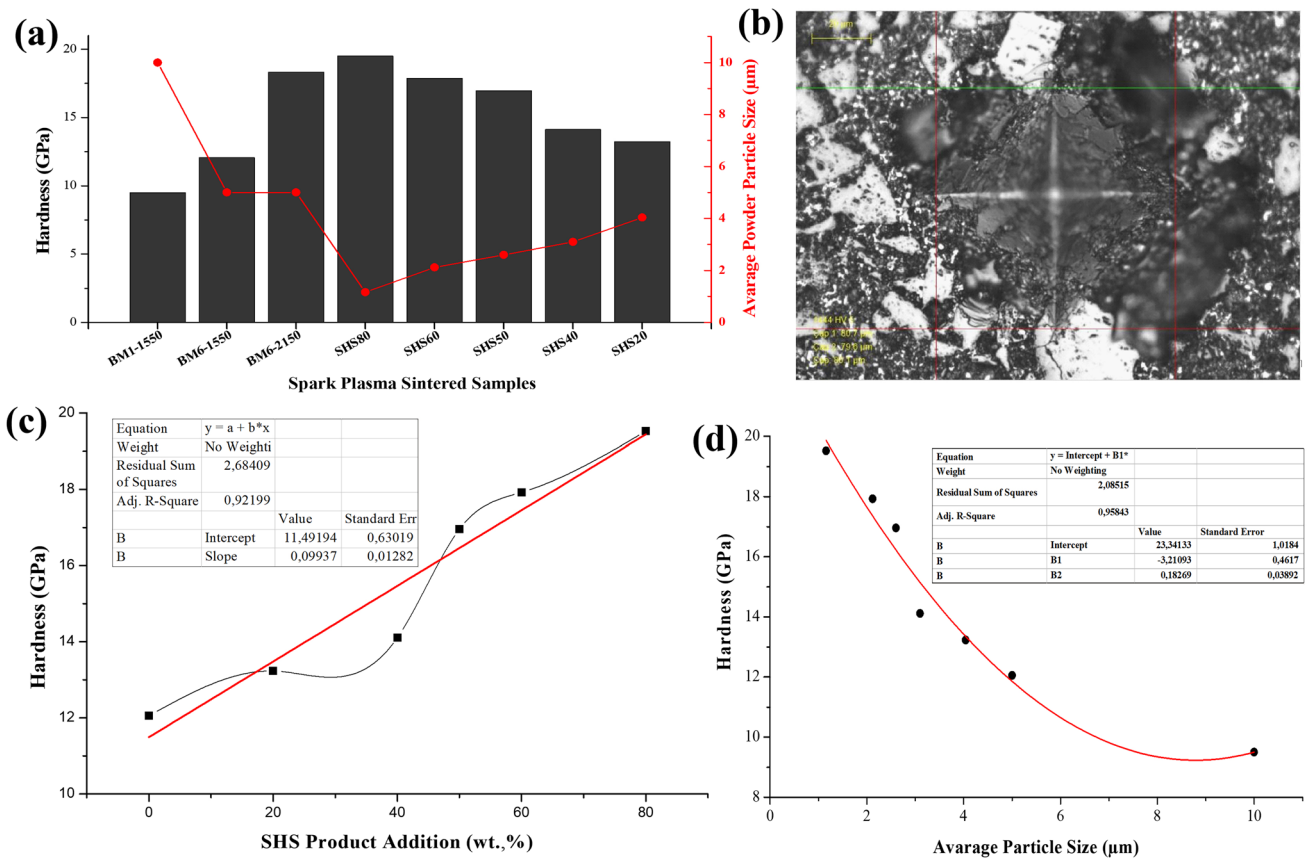 (a)
20
15
10
5
0
Hardness (GPa)
10
8
6
4
2
0
Avarage Powder Particle Size (μm)
BM1-1550
BM6-1550
BM6-2150
SHS80
SHS60
SHS50
SHS40
SHS20
Spark Plasma Sintered Samples
(b)
(c)
20
18
16
14
12
10
Hardness (GPa)
Equation y = a + b*x
Weight No Weighti
Residual Sum of Squares 2,68409
Adj. R-Square 0,92199
Value Standard Err
B Intercept 11,49194 0,63019
B Slope 0,09937 0,01282
0 20 40 60 80
SHS Product Addition (wt.,%)
(d)
20
18
16
14
12
10
8
Hardness (GPa)
Equation y = Intercept + B1*
Weight No Weighting
Residual Sum of Squares 2,08515
Adj. R-Square 0,95843
Value Standard Error
B Intercept 23,34133 1,0184
B B1 -3,21093 0,4617
B B2 0,18269 0,03892
0 2 4 6 8 10
Avarage Particle Size (μm)